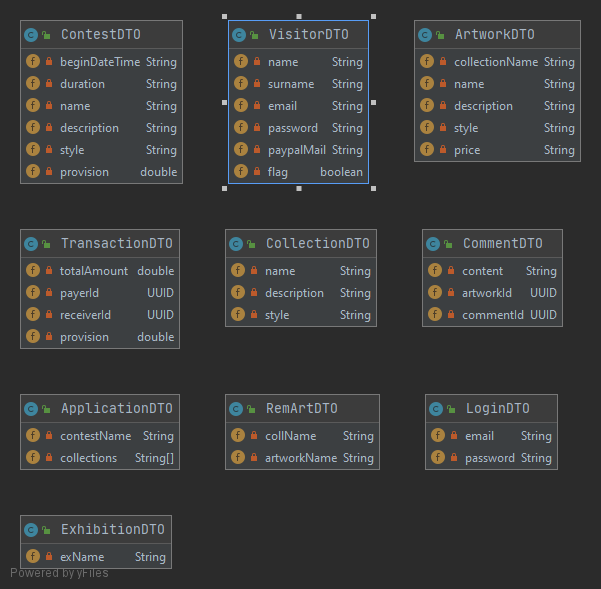 ContestDTO
beginDateTime String
duration String
name String
description String
style String
provision double
VisitorDTO
name String
surname String
email String
password String
paypalMail String
flag boolean
ArtworkDTO
collectionName String
name String
description String
style String
price String
TransactionDTO
totalAmount double
payerId UUID
receiverId UUID
provision double
CollectionDTO
name String
description String
style String
CommentDTO
content String
artworkId UUID
commentId UUID
ApplicationDTO
contestName String
collections String[]
RemArtDTO
collName String
artworkName String
LoginDTO
email String
password String
ExhibitionDTO
exName String
Powered by yFiles